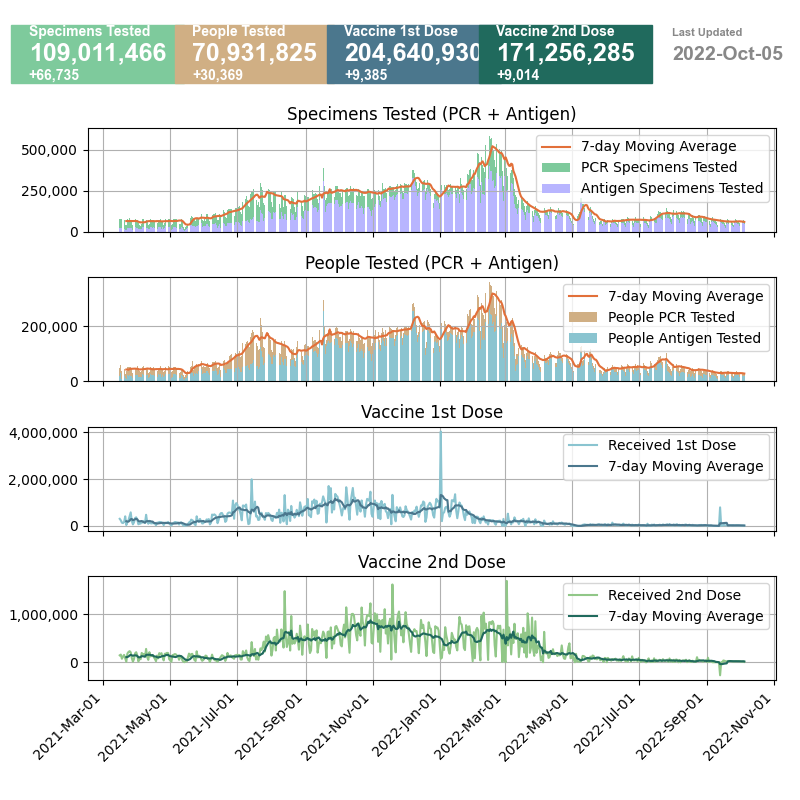 Specimens Tested
109,011,466
+66,735
People Tested
70,931,825
+30,369
Vaccine 1st Dose
204,640,930
+9,385
Vaccine 2nd Dose
171,256,285
+9,014
Last Updated
2022-Oct-05
Specimens Tested (PCR + Antigen)
500,000
250,000
0
7-day Moving Average
PCR Specimens Tested
Antigen Specimens Tested
People Tested (PCR + Antigen)
200,000
0
7-day Moving Average
People PCR Tested
People Antigen Tested
Vaccine 1st Dose
4,000,000
2,000,000
0
Received 1st Dose
7-day Moving Average
Vaccine 2nd Dose
1,000,000
0
Received 2nd Dose
7-day Moving Average
2021-Mar-01
2021-May-01
2021-Jul-01
2021-Sep-01
2021-Nov-01
2022-Jan-01
2022-Mar-01
2022-May-01
2022-Jul-01
2022-Sep-01
2022-Nov-01